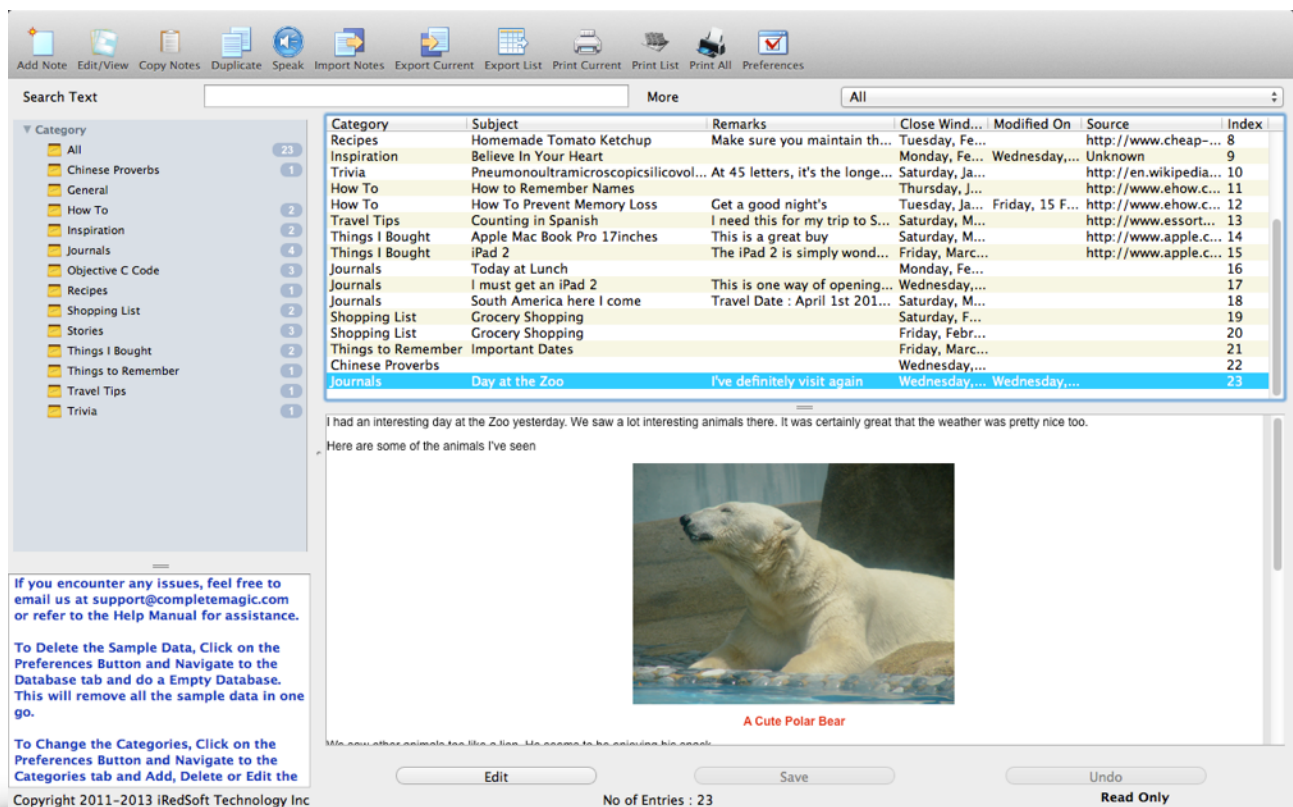 Add Note Edit/View Copy Notes Duplicate Speak Import Notes Export Current Export List Print Current Print List Print All Preferences
Search Text More All
Category
All 23
Chinese Proverbs 1
General
How To 2
Inspiration 2
Journals 4
Objective C Code 3
Recipes 1
Shopping List 2
Stories 3
Things I Bought 2
Things to Remember 1
Travel Tips 1
Trivia 1
If you encounter any issues, feel free to
email us at support@completemagic.com
or refer to the Help Manual for assistance.
To Delete the Sample Data, Click on the
Preferences Button and Navigate to the
Database tab and do a Empty Database.
This will remove all the sample data in one
go.
To Change the Categories, Click on the
Preferences Button and Navigate to the
Categories tab and Add, Delete or Edit the
Category Subject Remarks Close Wind... Modified On Source Index
Recipes Homemade Tomato Ketchup Make sure you maintain th... Tuesday, Fe... http://www.cheap-... 8
Inspiration Believe In Your Heart Monday, Fe... Wednesday,... Unknown 9
Trivia Pneumonoultramicroscopicsilicovol... At 45 letters, it's the longe... Saturday, Ja... http://en.wikipedia... 10
How To How to Remember Names Thursday, J... http://www.ehow.c... 11
How To How To Prevent Memory Loss Get a good night's Tuesday, Ja... Friday, 15 F... http://www.ehow.c... 12
Travel Tips Counting in Spanish I need this for my trip to S... Saturday, M... http://www.essort... 13
Things I Bought Apple Mac Book Pro 17inches This is a great buy Saturday, M... http://www.apple.c... 14
Things I Bought iPad 2 The iPad 2 is simply wond... Friday, Marc... http://www.apple.c... 15
Journals Today at Lunch Monday, Fe... 16
Journals I must get an iPad 2 This is one way of opening... Wednesday,... 17
Journals South America here I come Travel Date : April 1st 201... Saturday, M... 18
Shopping List Grocery Shopping Saturday, F... 19
Shopping List Grocery Shopping Friday, Febr... 20
Things to Remember Important Dates Friday, Marc... 21
Chinese Proverbs Wednesday,... 22
Journals Day at the Zoo I've definitely visit again Wednesday,... Wednesday,... 23
I had an interesting day at the Zoo yesterday. We saw a lot interesting animals there. It was certainly great that the weather was pretty nice too.
Here are some of the animals I've seen
A Cute Polar Bear
We saw other animals too like a lion. He seems to be enjoying his snack
Edit Save Undo
Copyright 2011-2013 iRedSoft Technology Inc No of Entries : 23 Read Only